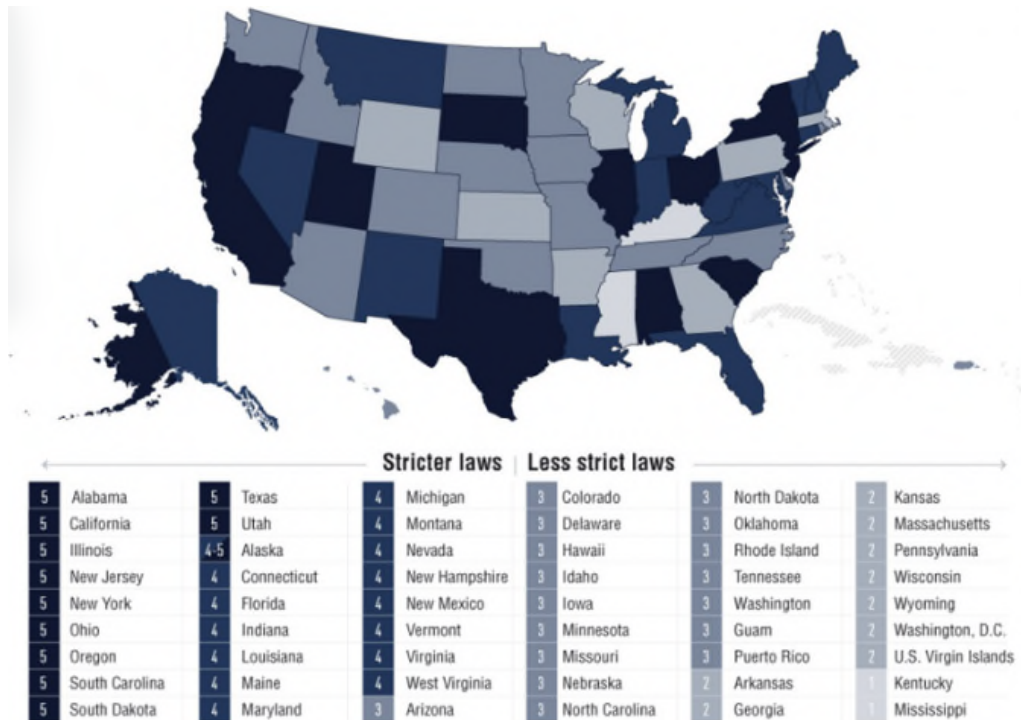 Stricter laws | Less strict laws
5 Alabama
5 California
5 Illinois
5 New Jersey
5 New York
5 Ohio
5 Oregon
5 South Carolina
5 South Dakota
5 Texas
5 Utah
4-5 Alaska
4 Connecticut
4 Florida
4 Indiana
4 Louisiana
4 Maine
4 Maryland
4 Michigan
4 Montana
4 Nevada
4 New Hampshire
4 New Mexico
4 Vermont
4 Virginia
4 West Virginia
3 Arizona
3 Colorado
3 Delaware
3 Hawaii
3 Idaho
3 Iowa
3 Minnesota
3 Missouri
3 Nebraska
3 North Carolina
3 North Dakota
3 Oklahoma
3 Rhode Island
3 Tennessee
3 Washington
3 Guam
3 Puerto Rico
2 Arkansas
2 Georgia
2 Kansas
2 Massachusetts
2 Pennsylvania
2 Wisconsin
2 Wyoming
2 Washington, D.C.
2 U.S. Virgin Islands
1 Kentucky
1 Mississippi